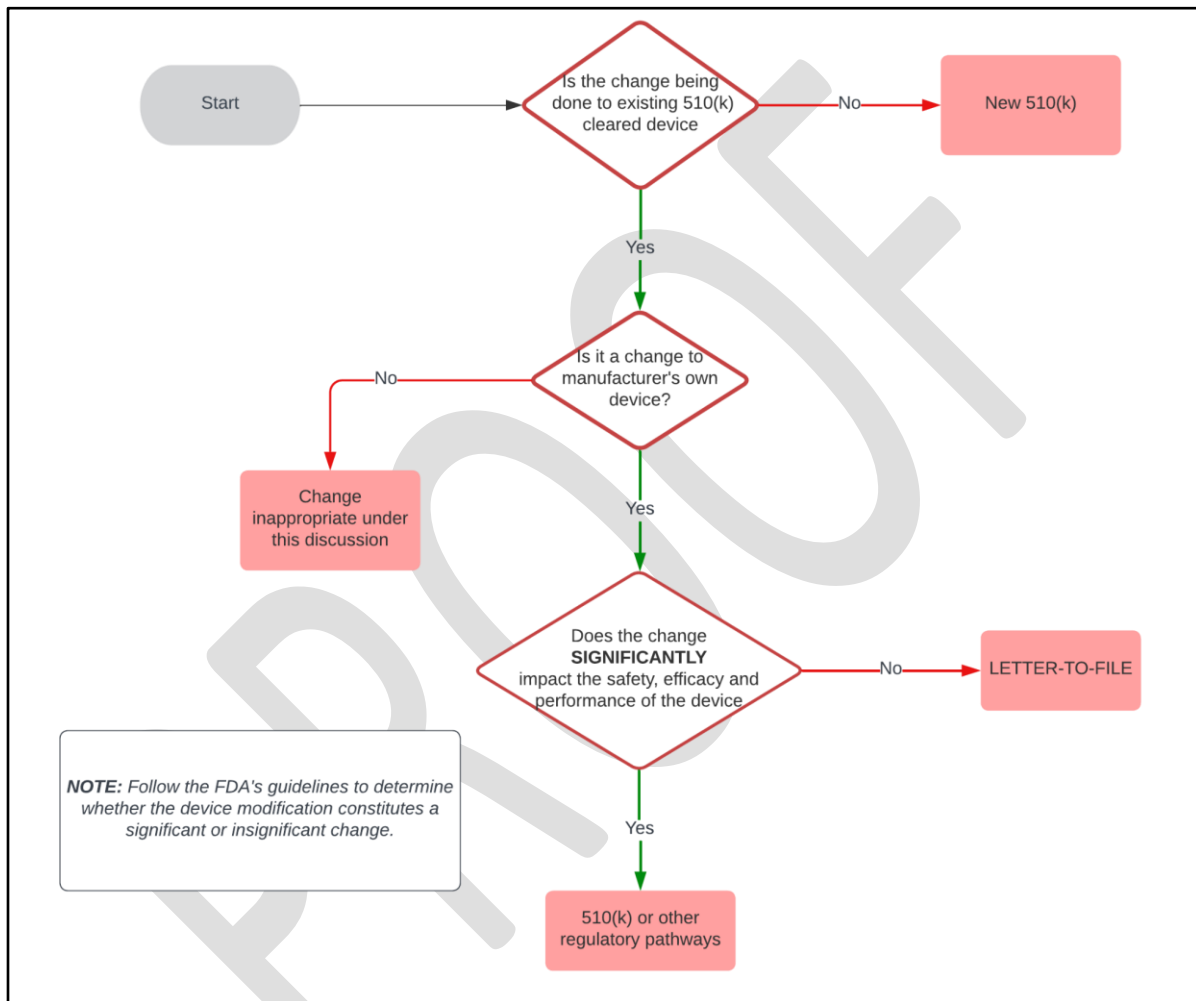 Start
Is the change being
done to existing 510(k)
cleared device
No
New 510(k)
Yes
Is it a change to
manufacturer's own
device?
No
Change
inappropriate under
this discussion
Yes
Does the change
SIGNIFICANTLY
impact the safety, efficacy and
performance of the device
No
LETTER-TO-FILE
NOTE: Follow the FDA's guidelines to determine
whether the device modification constitutes a
significant or insignificant change.
Yes
510(k) or other
regulatory pathways
PROOF